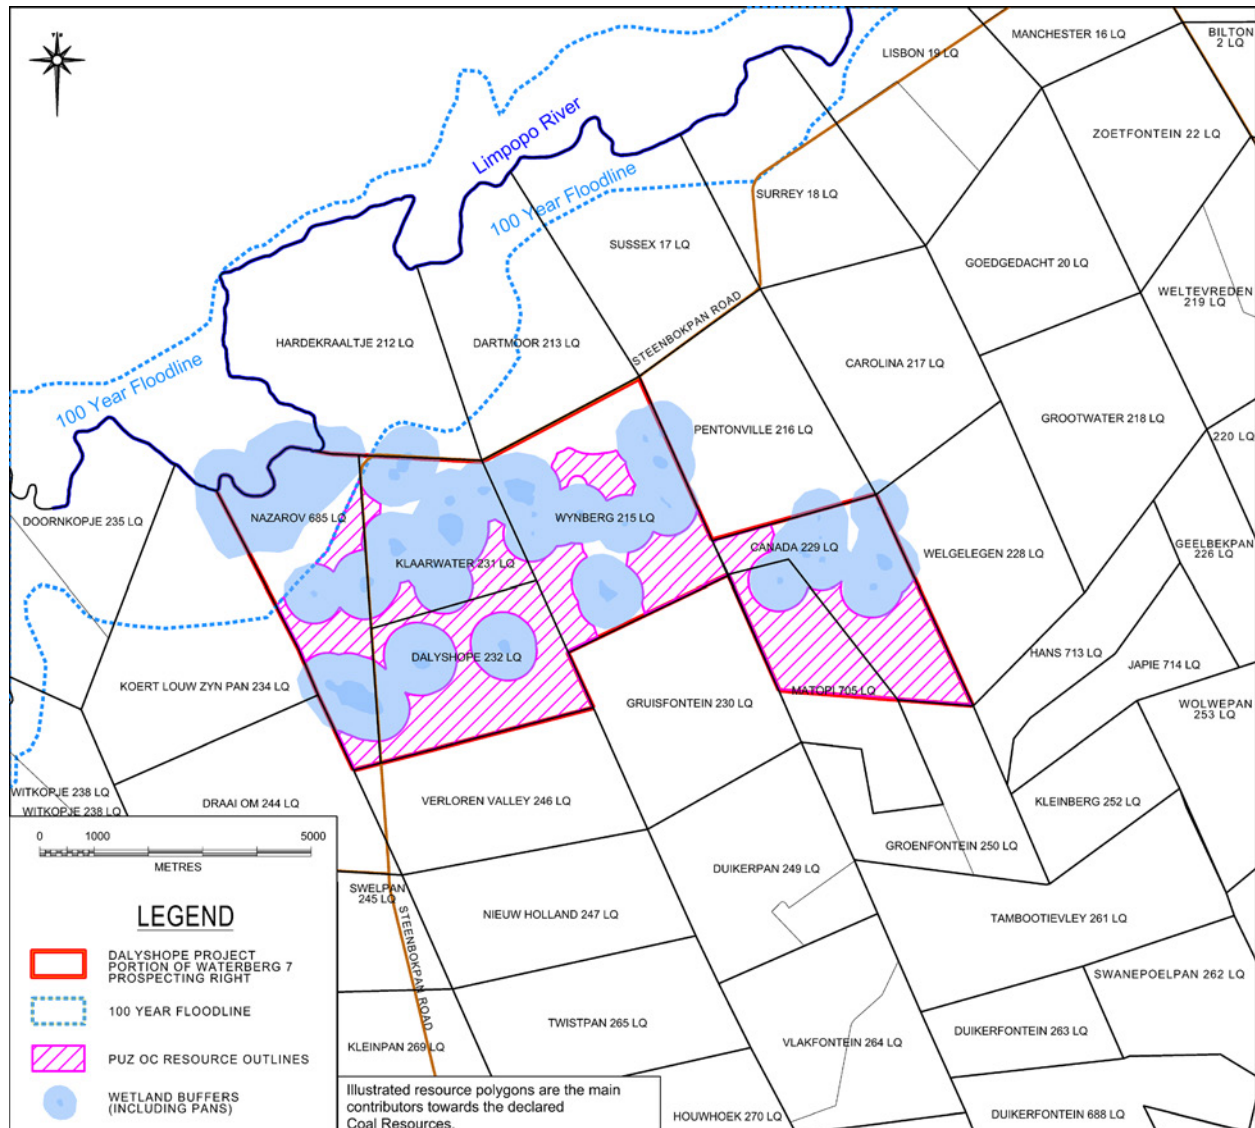 MANCHESTER 16 LQ
BILTON
2 LQ
LISBON 19 LQ
ZOETFONTEIN 22 LQ
Limpopo River
100 Year Floodline
SURREY 18 LQ
SUSSEX 17 LQ
GOEDGEDACHT 20 LQ
WELTEVREDEN
219 LQ
STEENBOKPAN ROAD
HARDEKRAALTJE 212 LQ
DARTMOOR 213 LQ
CAROLINA 217 LQ
100 Year Floodline
GROOTWATER 218 LQ
PENTONVILLE 216 LQ
220 LQ
DOORNKOPJE 235 LQ
NAZAROV 685 LQ
WYNBERG 215 LQ
GEELBEKPAN
226 LQ
CANADA 229 LQ
WELGELEGEN 228 LQ
KLAARWATER 231 LQ
HANS 713 LQ
JAPIE 714 LQ
DALYSHOPE 232 LQ
KOERT LOUW ZYN PAN 234 LQ
MATOPI 705 LQ
GRUISFONTEIN 230 LQ
WOLWEPAN
253 LQ
WITKOPJE 238 LQ
WITKOPJE 238 LQ
DRAAI OM 244 LQ
VERLOREN VALLEY 246 LQ
KLEINBERG 252 LQ
GROENFONTEIN 250 LQ
DUIKERPAN 249 LQ
SWELPAN
245 LQ
NIEUW HOLLAND 247 LQ
STEENBOKPAN ROAD
TAMBOOTIEVLEY 261 LQ
SWANEPOELPAN 262 LQ
TWISTPAN 265 LQ
DUIKERFONTEIN 263 LQ
VLAKFONTEIN 264 LQ
KLEINPAN 269 LQ
HOUWHOEK 270 LQ
DUIKERFONTEIN 688 LQ
0 1000 5000
METRES
LEGEND
DALYSHOPE PROJECT
PORTION OF WATERBERG 7
PROSPECTING RIGHT
100 YEAR FLOODLINE
PUZ OC RESOURCE OUTLINES
WETLAND BUFFERS
(INCLUDING PANS)
Illustrated resource polygons are the main
contributors towards the declared
Coal Resources.